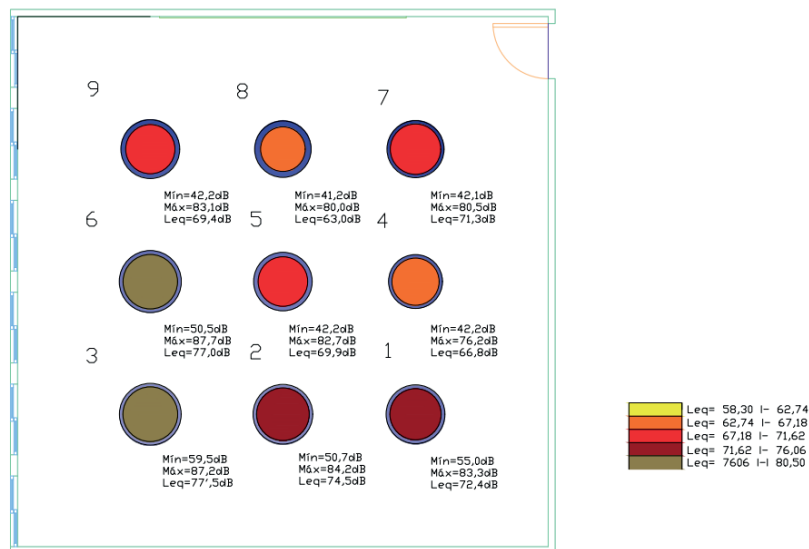 9
8
7
Mín=42,2dB
Máx=83,1dB
Leq=69,4dB
Mín=41,2dB
Máx=80,0dB
Leq=63,0dB
Mín=42,1dB
Máx=80,5dB
Leq=71,3dB
6
5
4
Mín=50,5dB
Máx=87,7dB
Leq=77,0dB
Mín=42,2dB
Máx=82,7dB
Leq=69,9dB
Mín=42,2dB
Máx=76,2dB
Leq=66,8dB
3
2
1
Mín=59,5dB
Máx=87,2dB
Leq=77',5dB
Mín=50,7dB
Máx=84,2dB
Leq=74,5dB
Mín=55,0dB
Máx=83,3dB
Leq=72,4dB
Leq= 58,30 I- 62,74
Leq= 62,74 I- 67,18
Leq= 67,18 I- 71,62
Leq= 71,62 I- 76,06
Leq= 7606 I-I 80,50